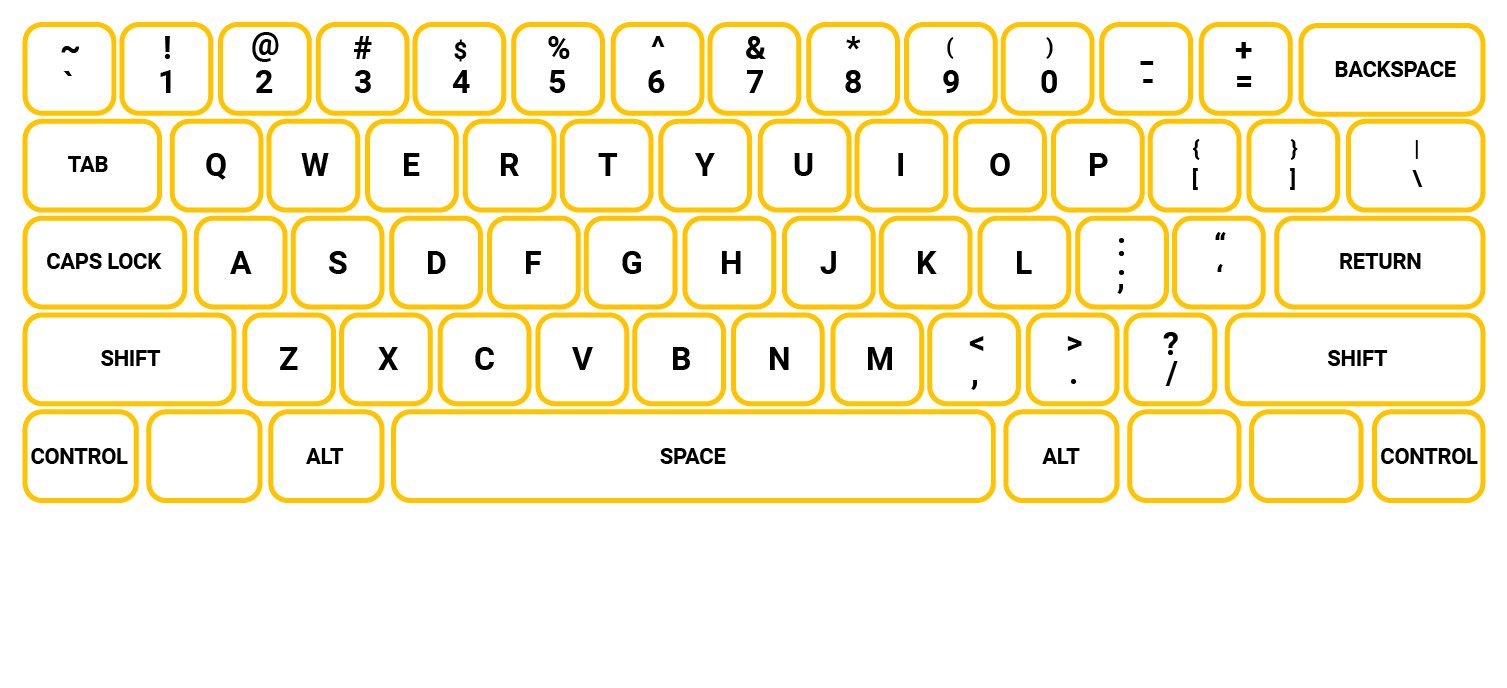 ~ ! @ # $ % ^ & * ( ) _ +
` 1 2 3 4 5 6 7 8 9 0 - = BACKSPACE
TAB Q W E R T Y U I O P { } |
[ ] \
CAPS LOCK A S D F G H J K L : “ RETURN
; ‘
SHIFT Z X C V B N M < > ? SHIFT
, . /
CONTROL ALT SPACE ALT CONTROL